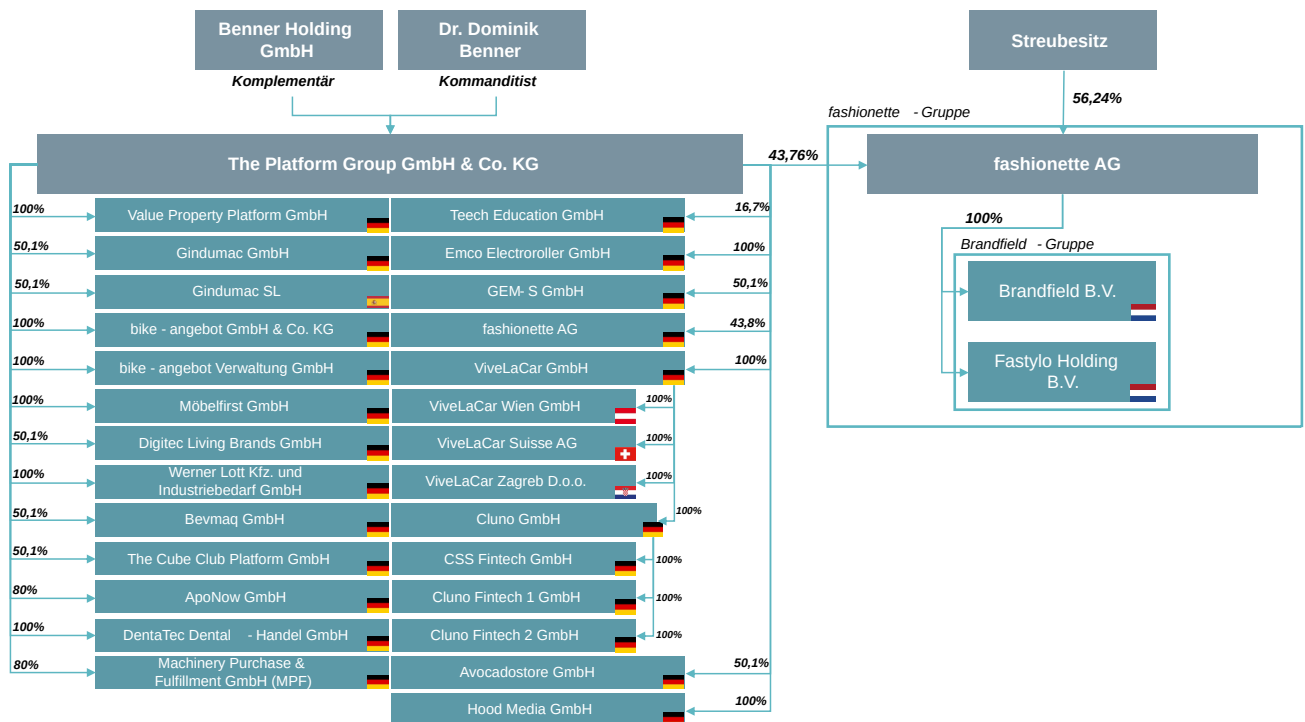 Benner Holding
GmbH
Dr. Dominik
Benner
Streubesitz
Komplementär
Kommanditist
56,24%
fashionette - Gruppe
The Platform Group GmbH & Co. KG
43,76%
fashionette AG
100%
Value Property Platform GmbH
Teech Education GmbH
16,7%
100%
50,1%
Gindumac GmbH
Emco Electroroller GmbH
100%
Brandfield - Gruppe
50,1%
Gindumac SL
GEM- S GmbH
50,1%
Brandfield B.V.
100%
bike - angebot GmbH & Co. KG
fashionette AG
43,8%
100%
bike - angebot Verwaltung GmbH
ViveLaCar GmbH
100%
Fastylo Holding
B.V.
100%
Möbelfirst GmbH
ViveLaCar Wien GmbH
100%
50,1%
Digitec Living Brands GmbH
ViveLaCar Suisse AG
100%
100%
Werner Lott Kfz. und
Industriebedarf GmbH
ViveLaCar Zagreb D.o.o.
100%
50,1%
Bevmaq GmbH
Cluno GmbH
100%
50,1%
The Cube Club Platform GmbH
CSS Fintech GmbH
100%
80%
ApoNow GmbH
Cluno Fintech 1 GmbH
100%
100%
DentaTec Dental - Handel GmbH
Cluno Fintech 2 GmbH
100%
80%
Machinery Purchase &
Fulfillment GmbH (MPF)
Avocadostore GmbH
50,1%
Hood Media GmbH
100%